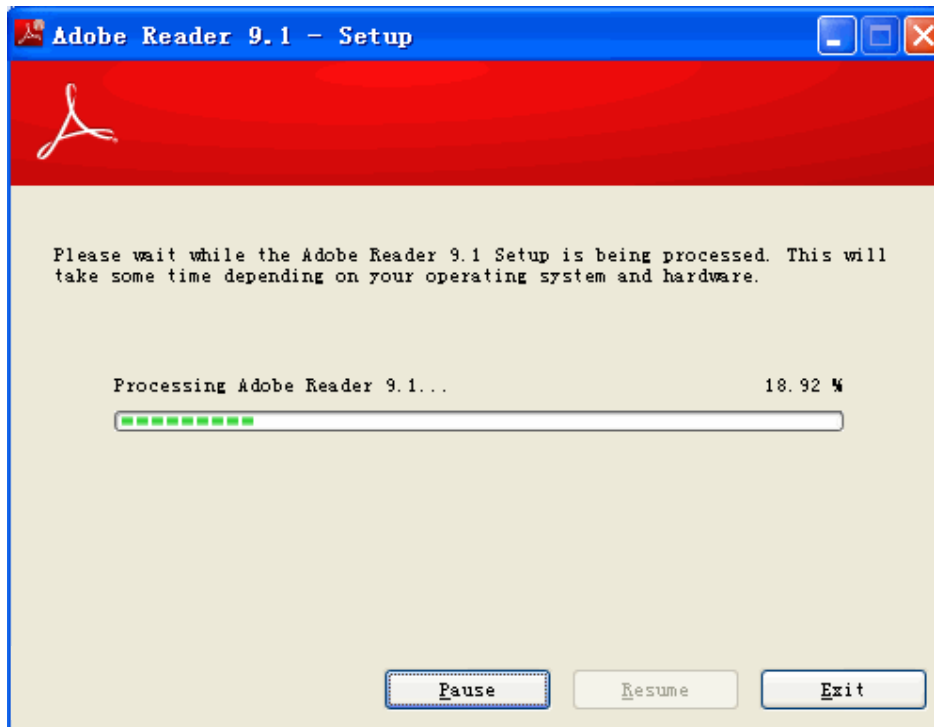 Adobe Reader 9.1 - Setup
Please wait while the Adobe Reader 9.1 Setup is being processed. This will
take some time depending on your operating system and hardware.
Processing Adobe Reader 9.1... 18.92 %
Pause Resume Exit